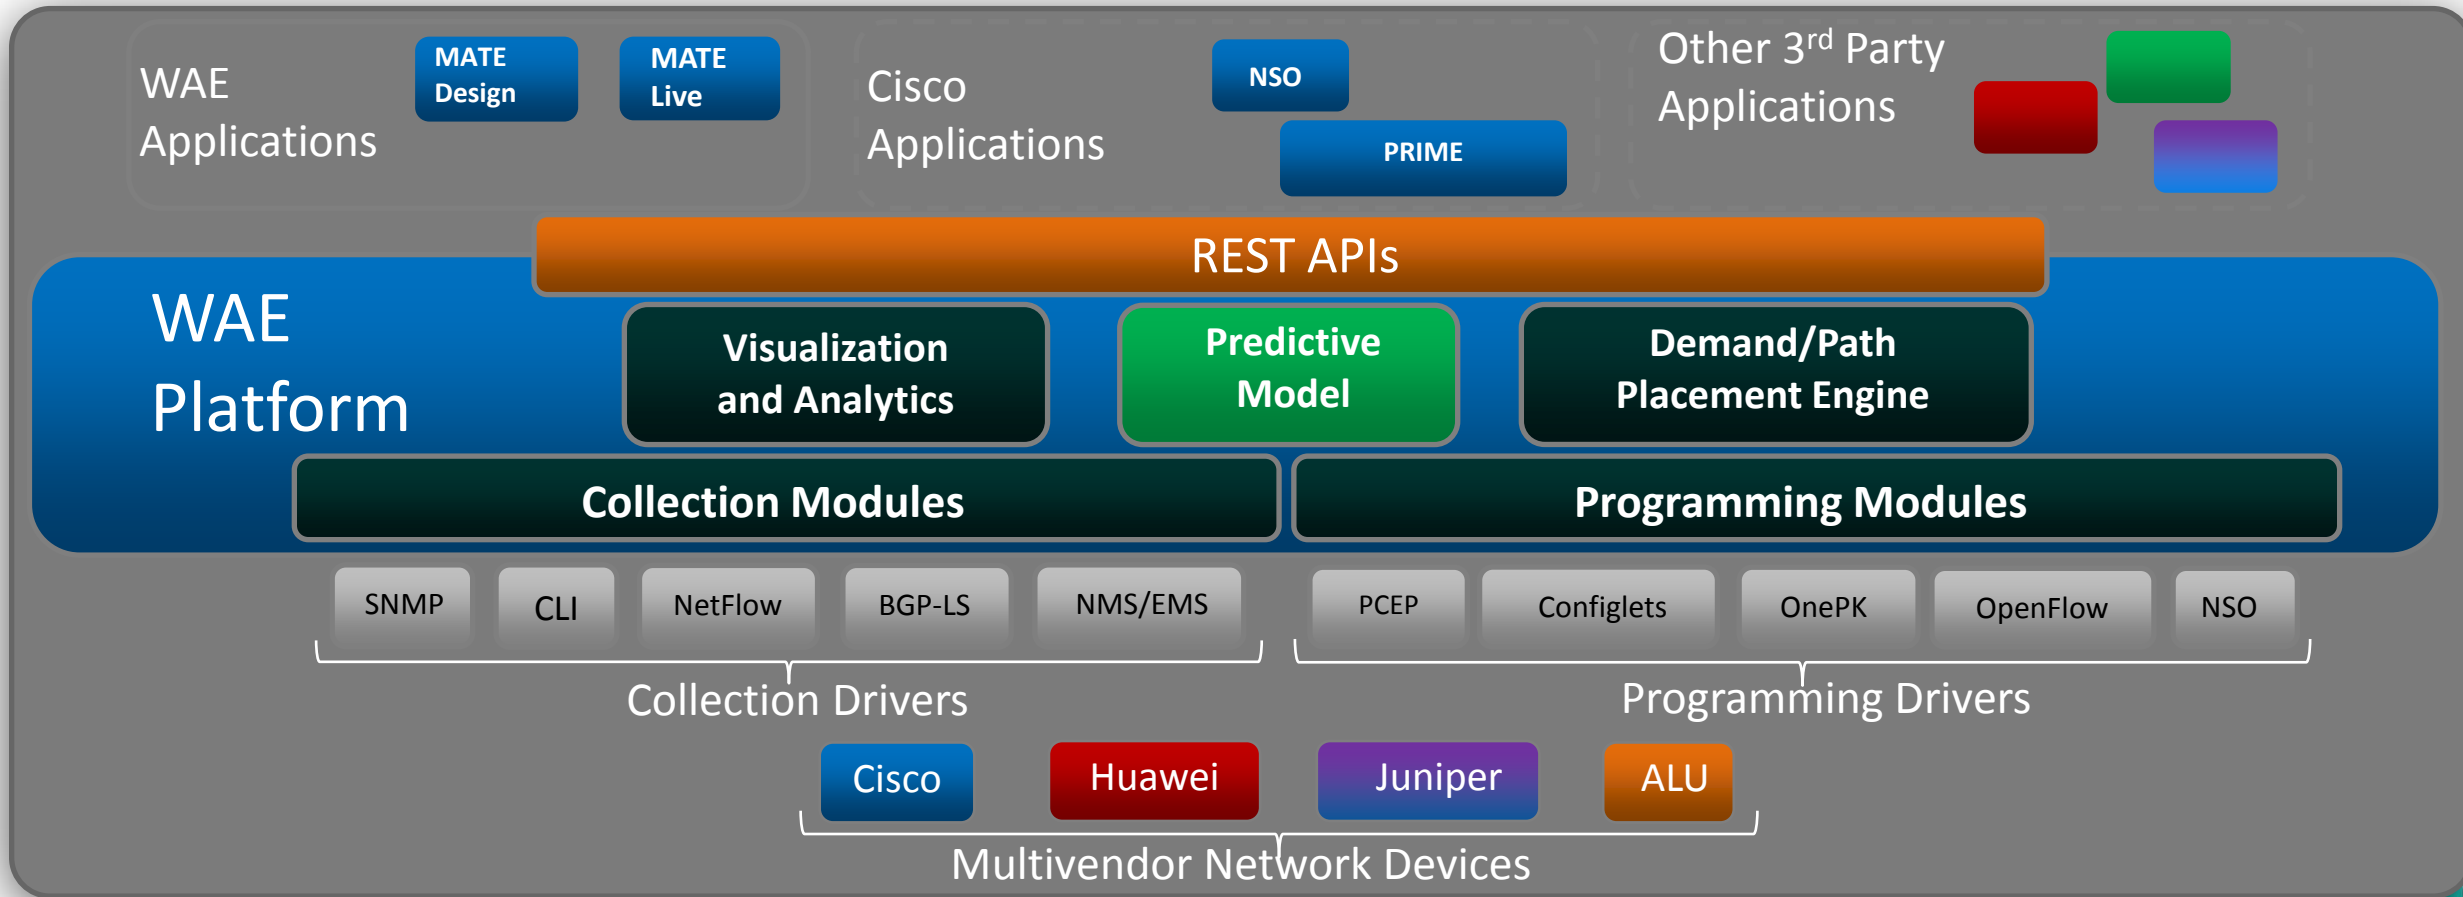 WAE
Applications
MATE
Design
MATE
Live
Cisco
Applications
NSO
PRIME
Other 3rd Party
Applications
REST APIs
WAE
Platform
Visualization
and Analytics
Predictive
Model
Demand/Path
Placement Engine
Collection Modules
Programming Modules
SNMP
CLI
NetFlow
BGP-LS
NMS/EMS
PCEP
Configlets
OnePK
OpenFlow
NSO
Collection Drivers
Programming Drivers
Cisco
Huawei
Juniper
ALU
Multivendor Network Devices